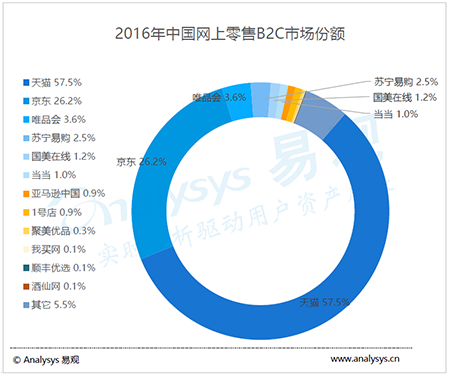 2016年中国网上零售B2C市场份额
天猫 57.5%
京东 26.2%
唯品会 3.6%
苏宁易购 2.5%
国美在线 1.2%
当当 1.0%
亚马逊中国 0.9%
1号店 0.9%
聚美优品 0.3%
我买网 0.1%
顺丰优选 0.1%
酒仙网 0.1%
其它 5.5%
唯品会 3.6%
苏宁易购 2.5%
国美在线 1.2%
当当 1.0%
京东 26.2%
天猫 57.5%
nalysys 易观
实时分析驱动用户资产
© Analysys 易观
www.analysys.cn